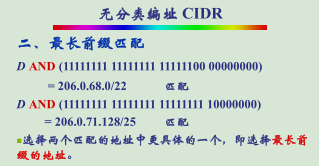 无分类编址 CIDR
二、最长前缀匹配
D AND (11111111 11111111 11111100 00000000)
= 206.0.68.0/22 匹配
D AND (11111111 11111111 11111111 10000000)
= 206.0.71.128/25 匹配
选择两个匹配的地址中更具体的一个，即选择最长前
缀的地址。